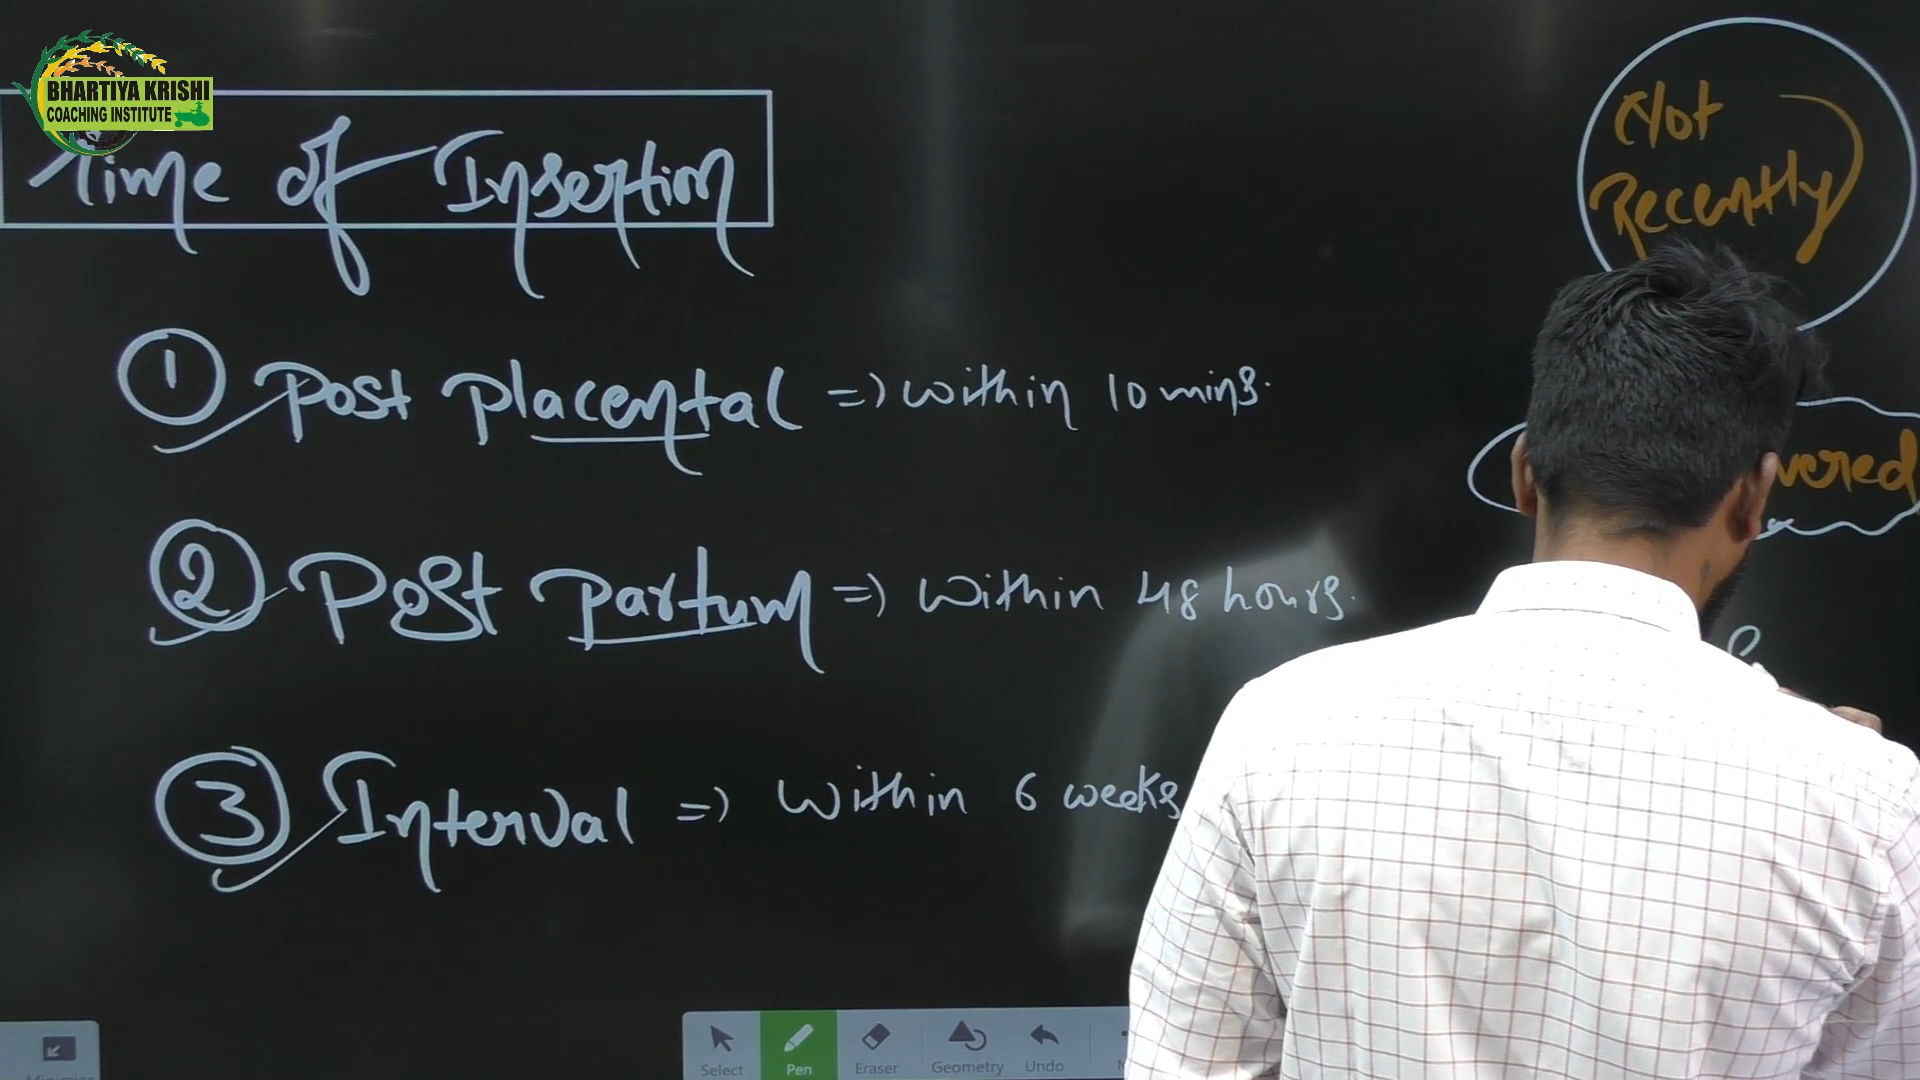 BHARTIYA KRISHI
COACHING INSTITUTE
Time of Insertion
① Post placental => within 10 mins.
② Post Partum => within 48 hours.
③ Interval => within 6 weeks
Not
Recently
vered
Select
Pen
Eraser
Geometry
Undo